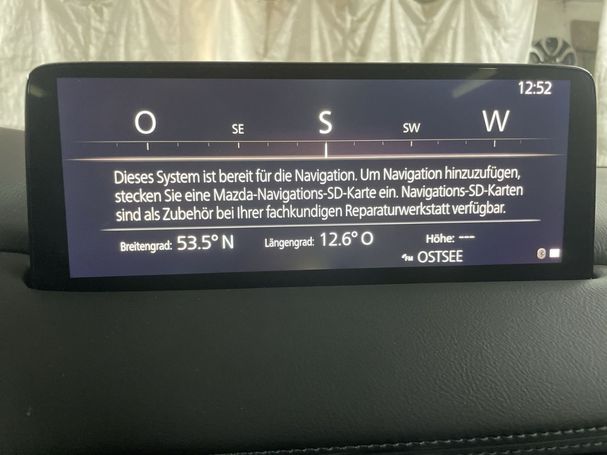 12:52
O SE S SW W
Dieses System ist bereit für die Navigation. Um Navigation hinzuzufügen,
stecken Sie eine Mazda-Navigations-SD-Karte ein. Navigations-SD-Karten
sind als Zubehör bei Ihrer fachkundigen Reparaturwerkstatt verfügbar.
Breitengrad: 53.5° N Längengrad: 12.6° O Höhe: ---
FM OSTSEE